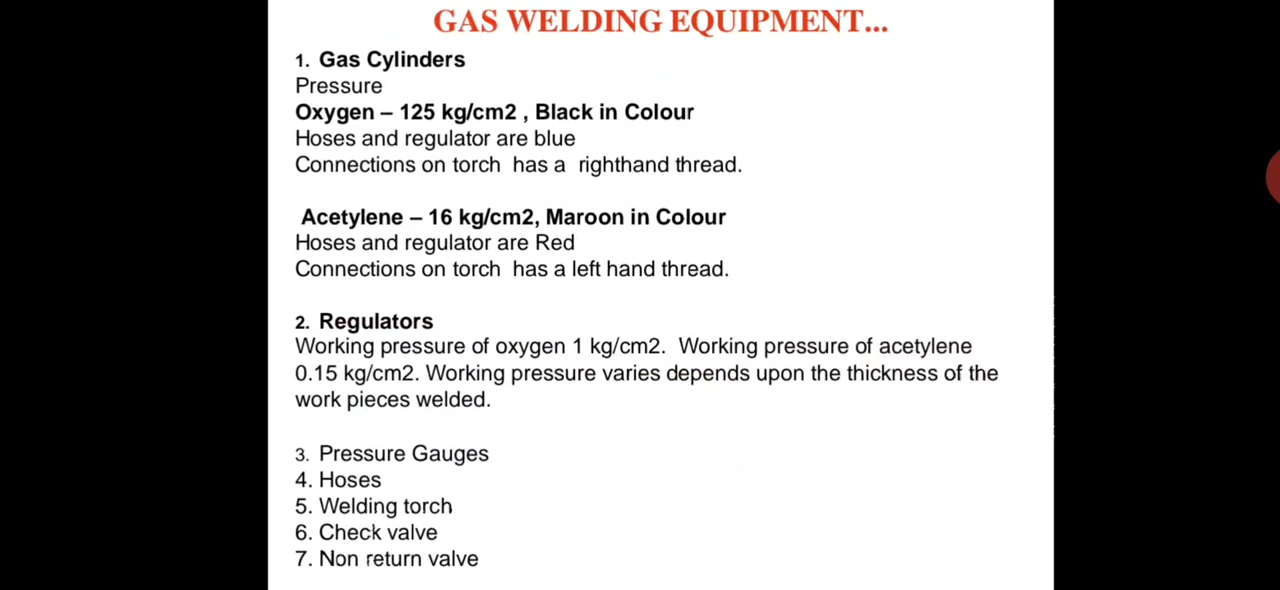 GAS WELDING EQUIPMENT...
1. Gas Cylinders
Pressure
Oxygen – 125 kg/cm2 , Black in Colour
Hoses and regulator are blue
Connections on torch has a righthand thread.
Acetylene – 16 kg/cm2, Maroon in Colour
Hoses and regulator are Red
Connections on torch has a left hand thread.
2. Regulators
Working pressure of oxygen 1 kg/cm2. Working pressure of acetylene
0.15 kg/cm2. Working pressure varies depends upon the thickness of the
work pieces welded.
3. Pressure Gauges
4. Hoses
5. Welding torch
6. Check valve
7. Non return valve